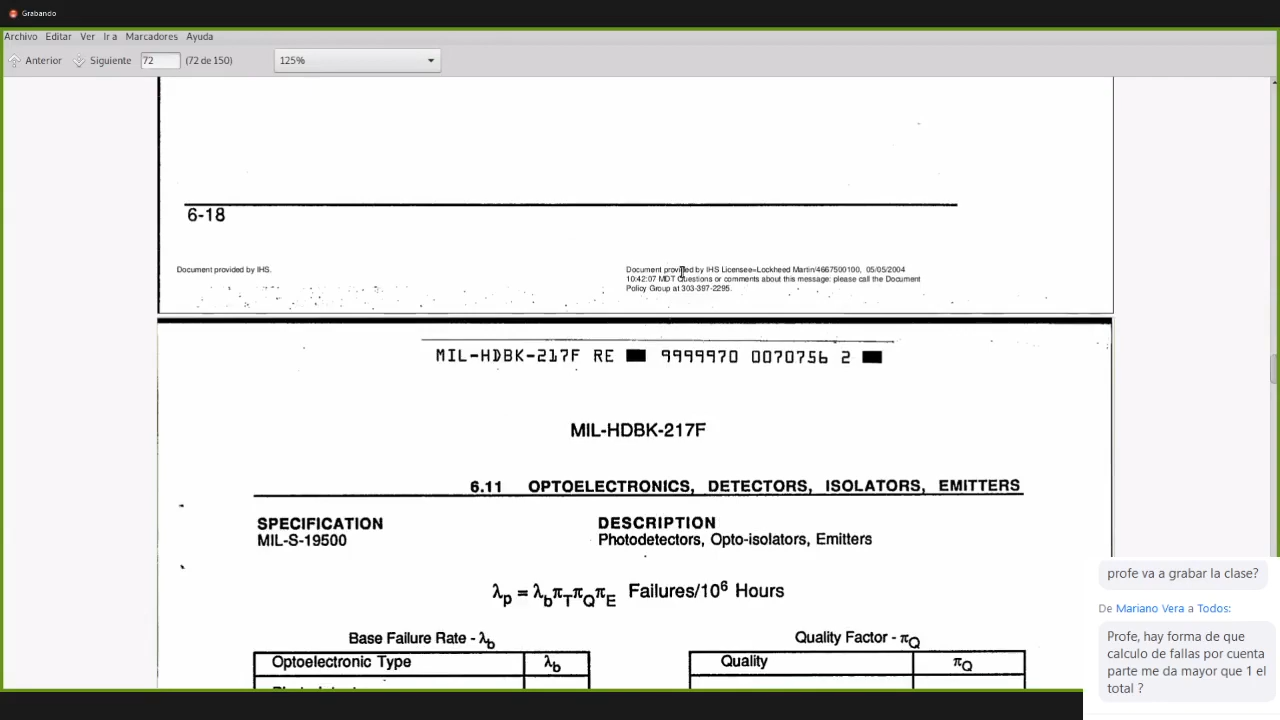 Grabando
Archivo Editar Ver Ir a Marcadores Ayuda
Anterior Siguiente 72 (72 de 150) 125%
6-18
Document provided by IHS.
Document provided by IHS Licensee=Lockheed Martin/4667500100, 05/05/2004
10:42:07 MDT Questions or comments about this message: please call the Document
Policy Group at 303-397-2295.
MIL-HDBK-217F RE 9999970 0070756 2
MIL-HDBK-217F
6.11 OPTOELECTRONICS, DETECTORS, ISOLATORS, EMITTERS
SPECIFICATION
MIL-S-19500
DESCRIPTION
Photodetectors, Opto-isolators, Emitters
λp = λbπTπQπE Failures/10⁶ Hours
Base Failure Rate - λb
Optoelectronic Type λb
Quality Factor - πQ
Quality πQ
profe va a grabar la clase?
De Mariano Vera a Todos:
Profe, hay forma de que
calculo de fallas por cuenta
parte me da mayor que 1 el
total ?